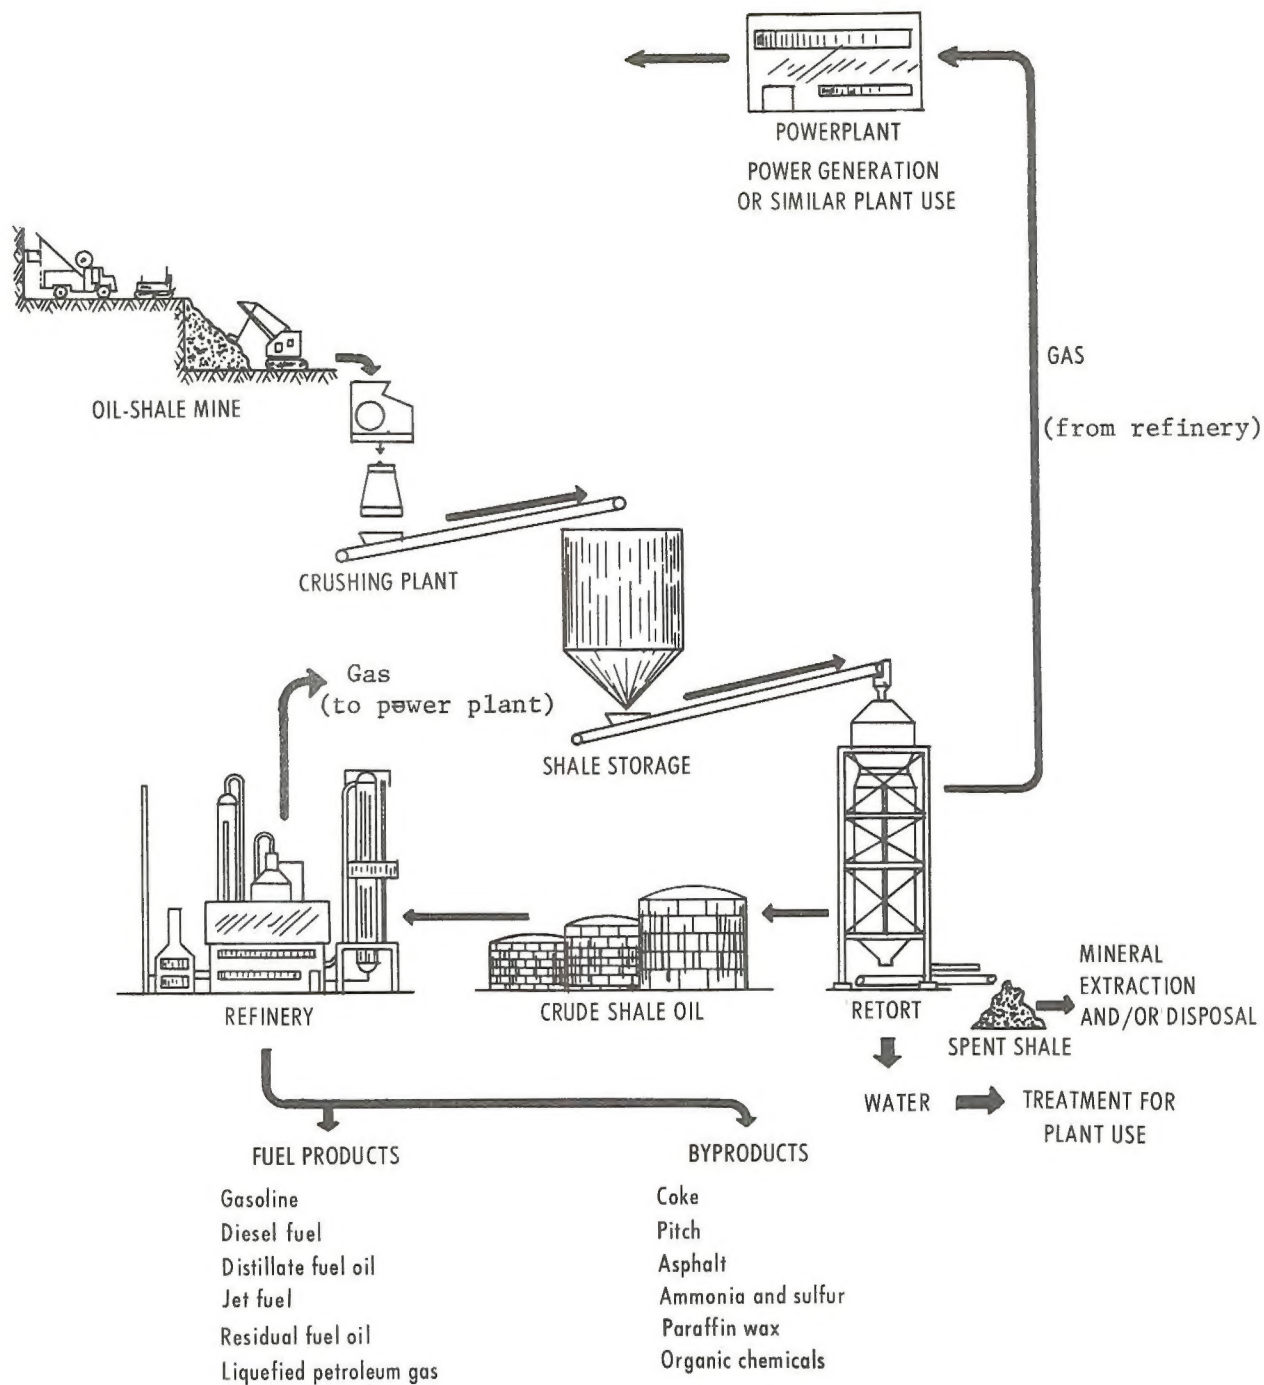 POWERPLANT
POWER GENERATION
OR SIMILAR PLANT USE
OIL-SHALE MINE
GAS
(from refinery)
CRUSHING PLANT
Gas
(to power plant)
SHALE STORAGE
REFINERY
CRUDE SHALE OIL
RETORT
MINERAL
EXTRACTION
AND/OR DISPOSAL
SPENT SHALE
WATER
TREATMENT FOR
PLANT USE
FUEL PRODUCTS
Gasoline
Diesel fuel
Distillate fuel oil
Jet fuel
Residual fuel oil
Liquefied petroleum gas
BYPRODUCTS
Coke
Pitch
Asphalt
Ammonia and sulfur
Paraffin wax
Organic chemicals